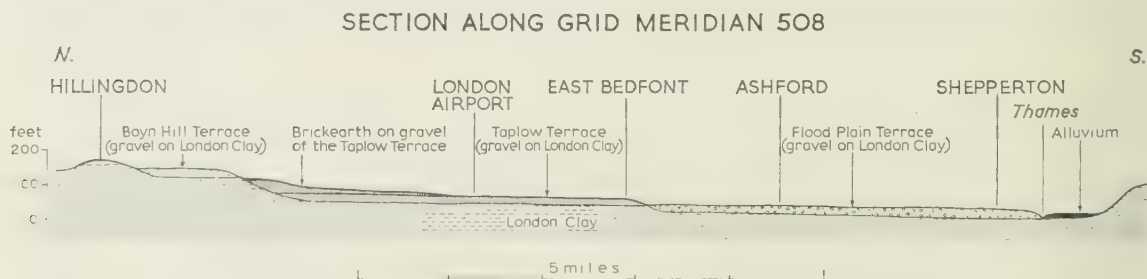 SECTION ALONG GRID MERIDIAN 508
N.
S.
HILLINGDON
LONDON
AIRPORT
EAST BEDFONT
ASHFORD
SHEPPERTON
Thames
feet
200
Boyn Hill Terrace
(gravel on London Clay)
Brickearth on gravel
of the Taplow Terrace
Taplow Terrace
(gravel on London Clay)
Flood Plain Terrace
(gravel on London Clay)
Alluvium
London Clay
5 miles